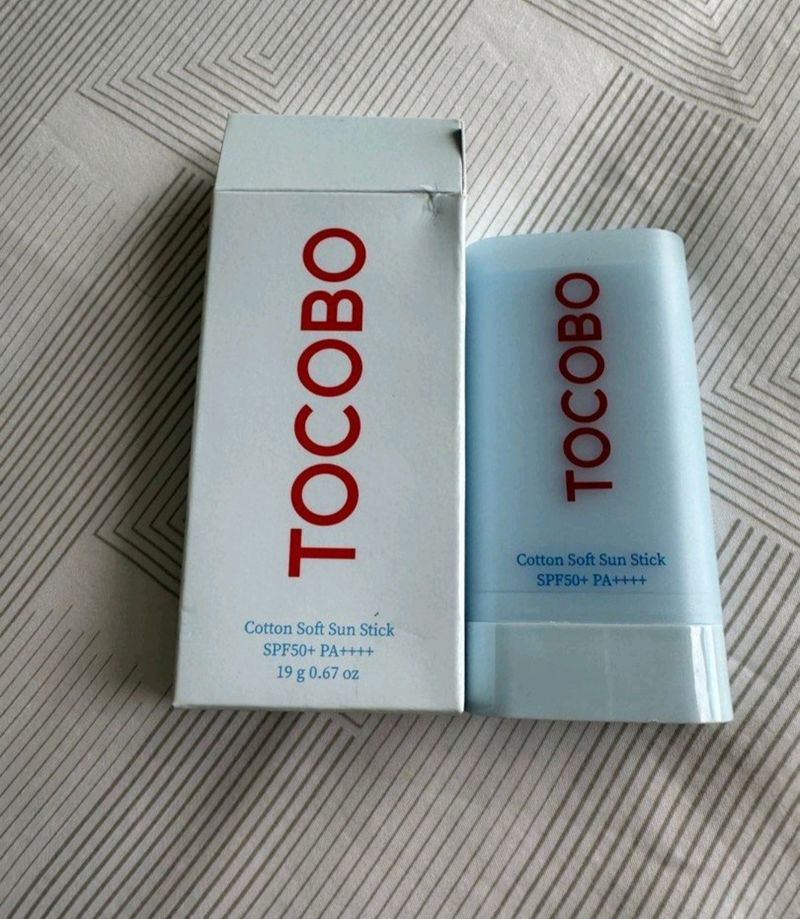 TOCOBO
Cotton Soft Sun Stick
SPF50+ PA++++
19 g 0.67 oz
TOCOBO
Cotton Soft Sun Stick
SPF50+ PA++++